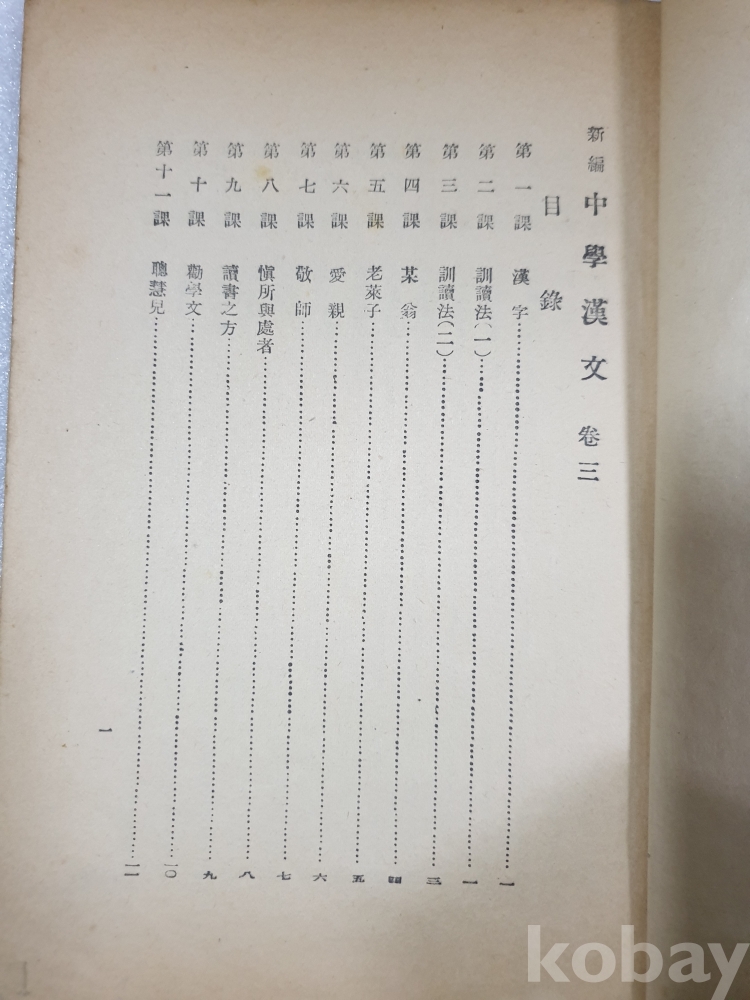 新編 中學漢文 卷三
目錄
第一課 漢字……一
第二課 訓讀法(一)……一
第三課 訓讀法(二)……三
第四課 某翁……四
第五課 老萊子……五
第六課 愛親……六
第七課 敬師……七
第八課 愼所與處者……八
第九課 讀書之方……九
第十課 勸學文……一〇
第十一課 聰慧兒……一一
一
kobay